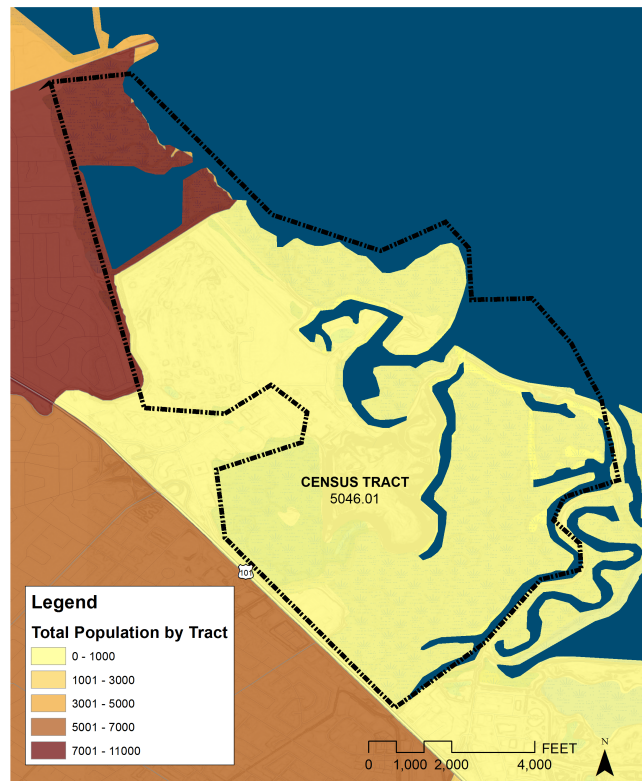 CENSUS TRACT
5046.01
101
Legend
Total Population by Tract
0 - 1000
1001 - 3000
3001 - 5000
5001 - 7000
7001 - 11000
N
FEET
0 1,000 2,000 4,000